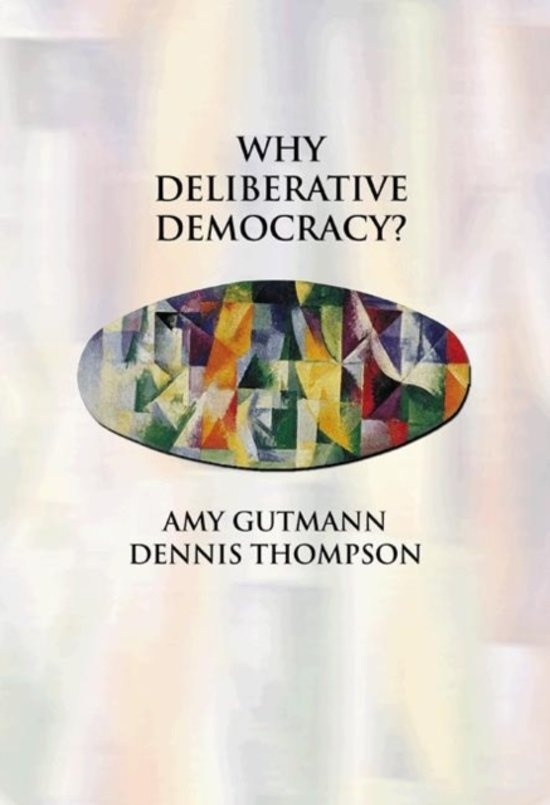 WHY
DELIBERATIVE
DEMOCRACY?
AMY GUTMANN
DENNIS THOMPSON